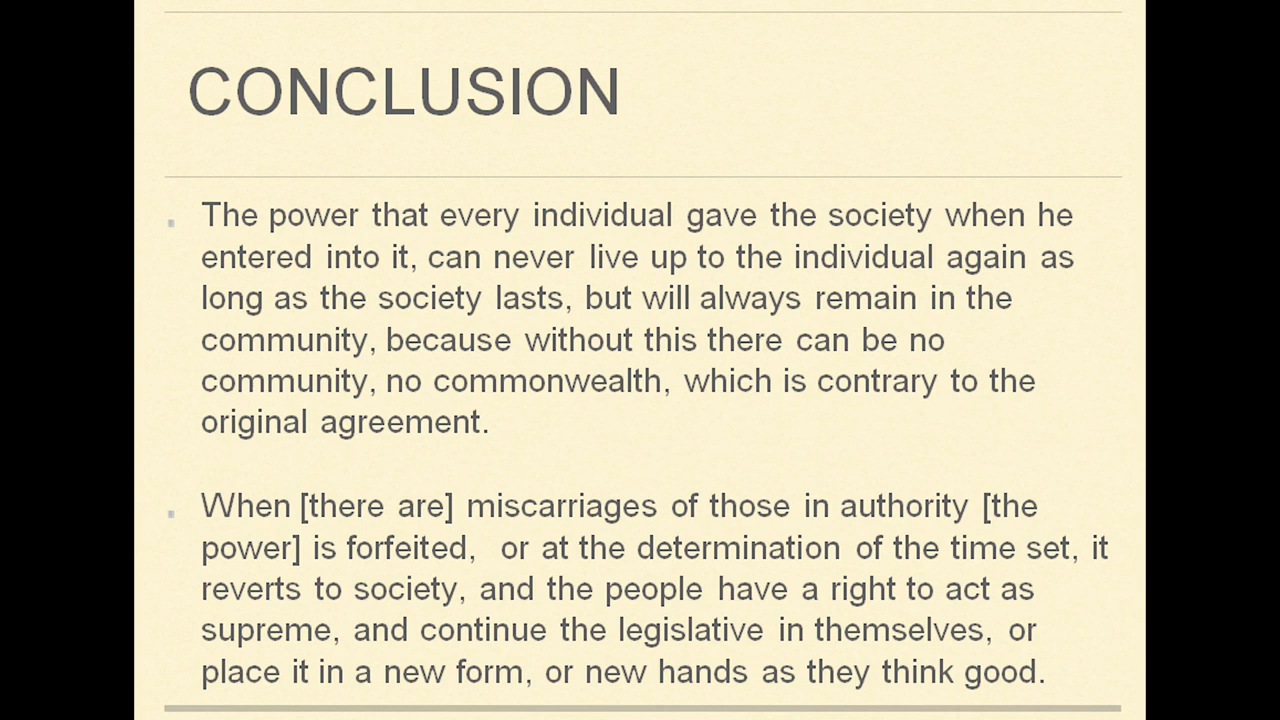 CONCLUSION
The power that every individual gave the society when he
entered into it, can never live up to the individual again as
long as the society lasts, but will always remain in the
community, because without this there can be no
community, no commonwealth, which is contrary to the
original agreement.
When [there are] miscarriages of those in authority [the
power] is forfeited, or at the determination of the time set, it
reverts to society, and the people have a right to act as
supreme, and continue the legislative in themselves, or
place it in a new form, or new hands as they think good.